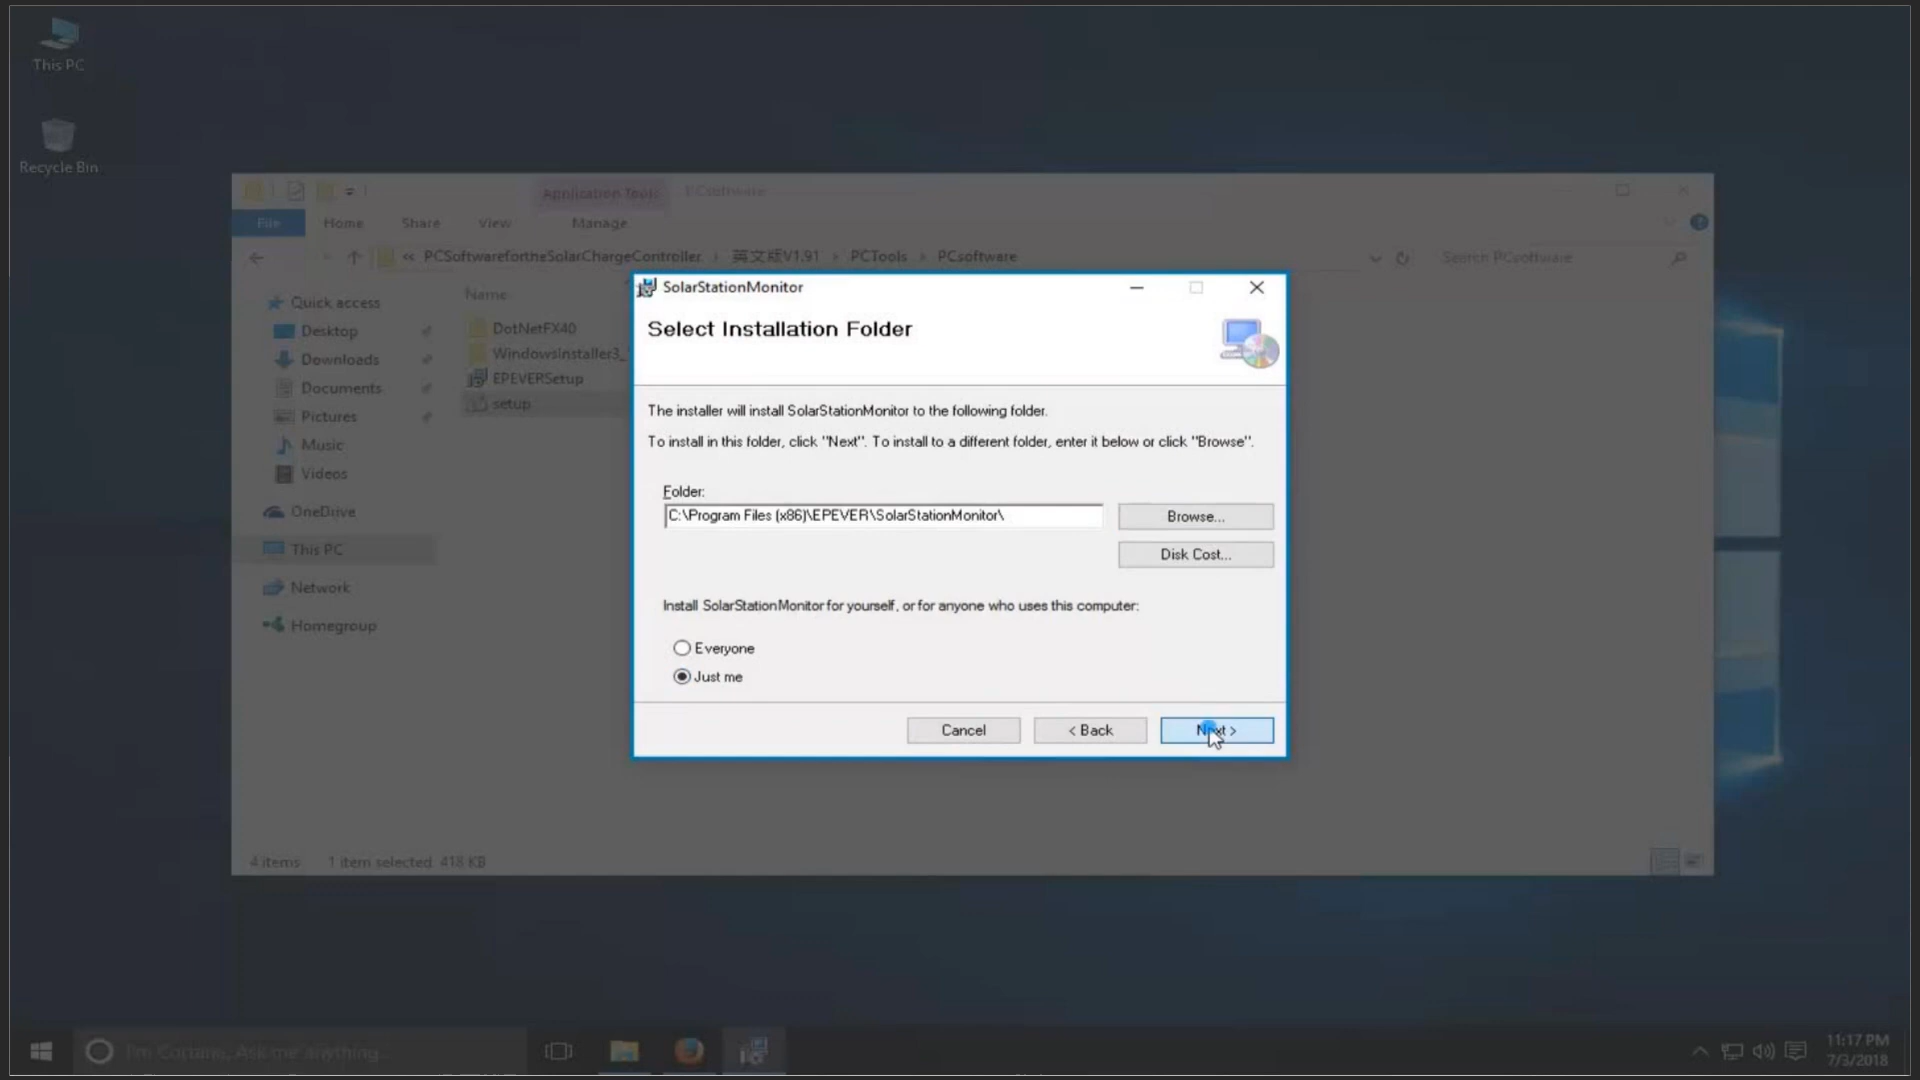 This PC
Recycle Bin
Application Tools PCsoftware
File Home Share View Manage
« PCSoftwarefortheSolarChargeController › 英文版V1.91 › PCTools › PCsoftware
Search PCsoftware
Quick access
Desktop
Downloads
Documents
Pictures
Music
Videos
OneDrive
This PC
Network
Homegroup
Name
DotNetFX40
WindowsInstaller3_
EPEVERSetup
setup
4 items 1 item selected 418 KB
SolarStationMonitor
Select Installation Folder
The installer will install SolarStationMonitor to the following folder.
To install in this folder, click "Next". To install to a different folder, enter it below or click "Browse".
Folder:
C:\Program Files (x86)\EPEVER\SolarStationMonitor\
Browse...
Disk Cost...
Install SolarStationMonitor for yourself, or for anyone who uses this computer:
Everyone
Just me
Cancel < Back Next >
I'm Cortana. Ask me anything.
11:17 PM
7/3/2018